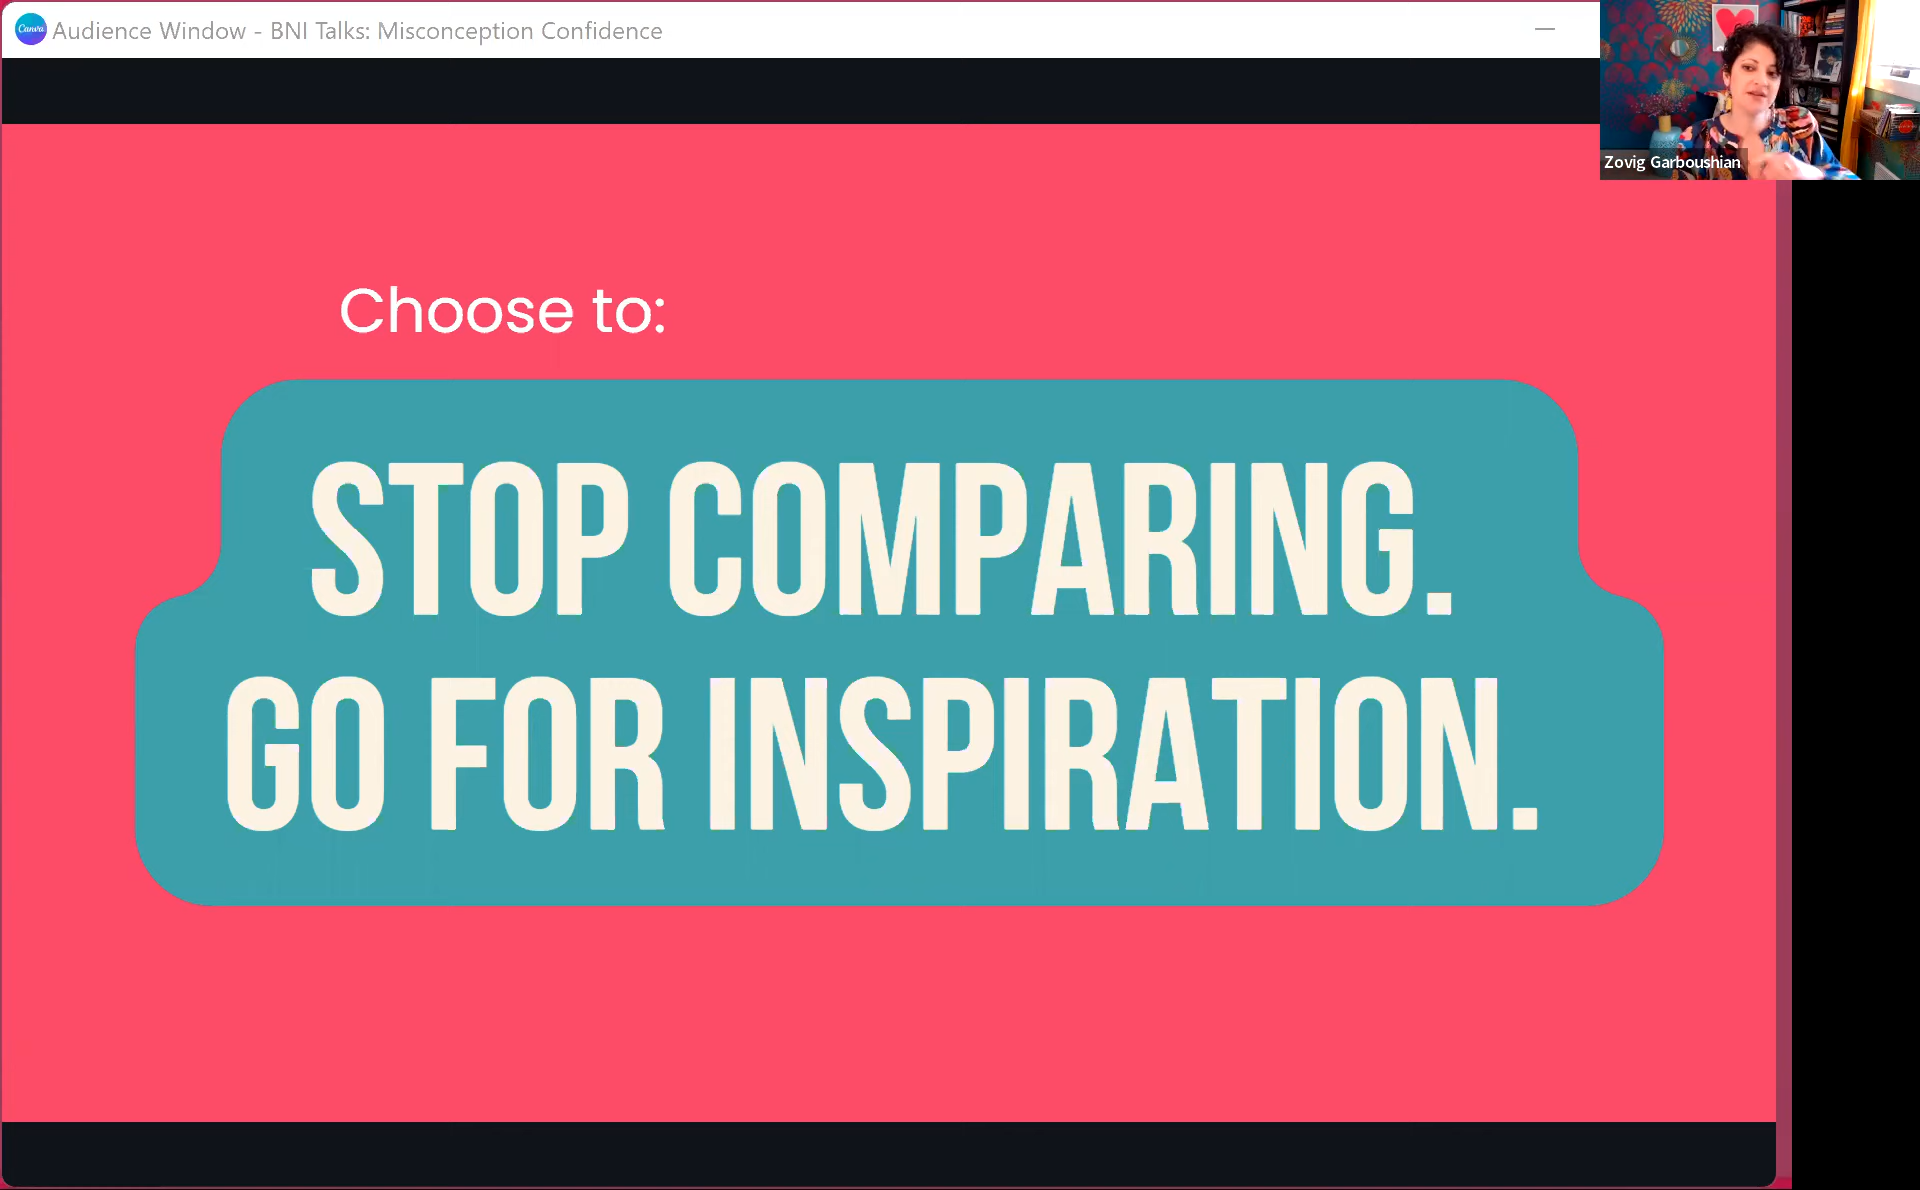 Canva Audience Window - BNI Talks: Misconception Confidence
Zovig Garboushian
Choose to:
STOP COMPARING.
GO FOR INSPIRATION.